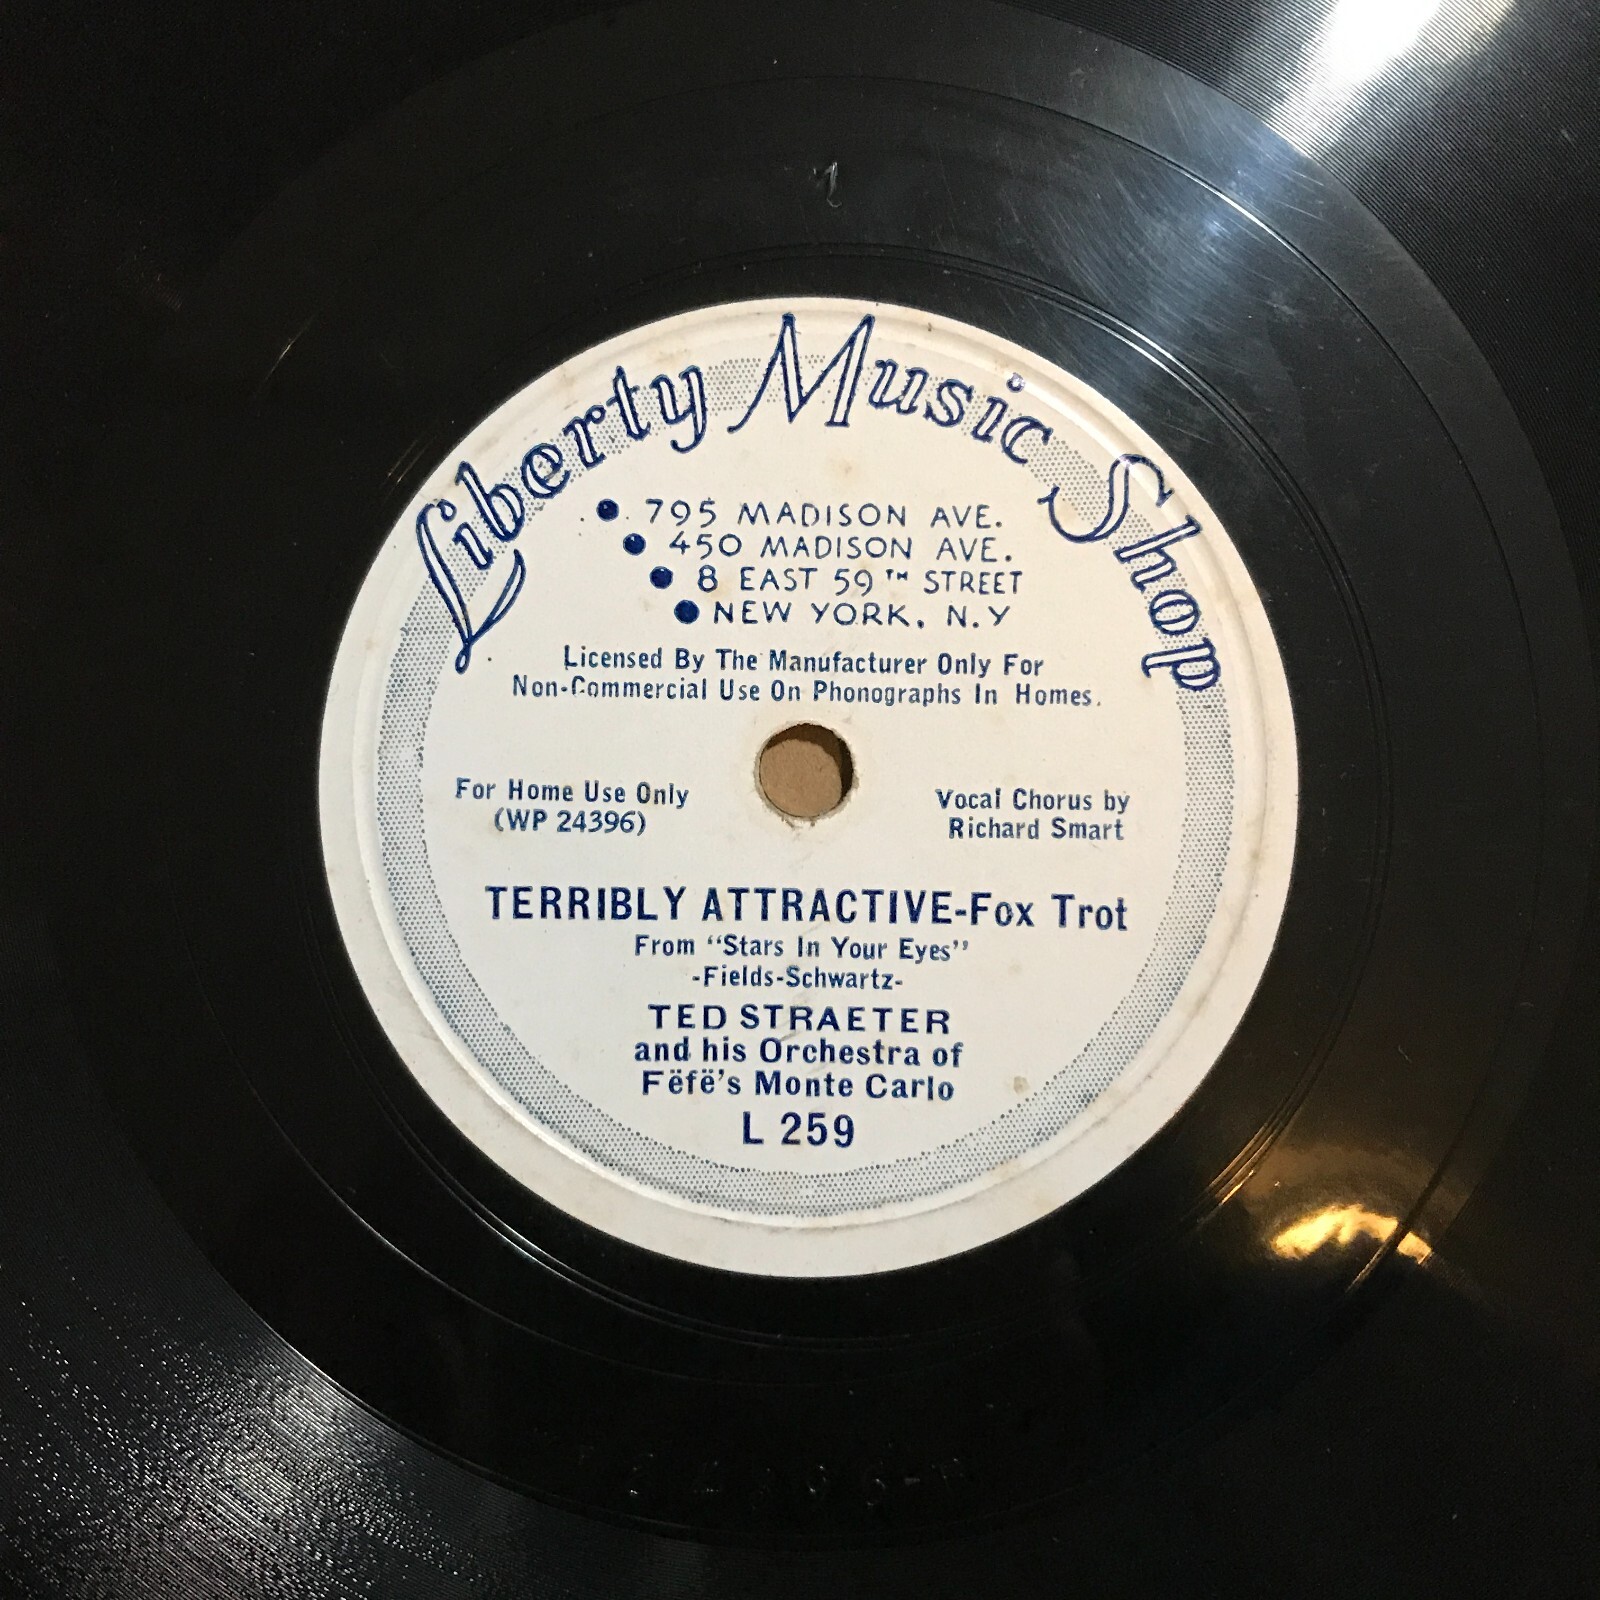 Liberty Music Shop
795 MADISON AVE.
450 MADISON AVE.
8 EAST 59TH STREET
NEW YORK, N.Y
Licensed By The Manufacturer Only For
Non-Commercial Use On Phonographs In Homes.
For Home Use Only
(WP 24396)
Vocal Chorus by
Richard Smart
TERRIBLY ATTRACTIVE-Fox Trot
From "Stars In Your Eyes"
-Fields-Schwartz-
TED STRAETER
and his Orchestra of
Fëfë's Monte Carlo
L 259